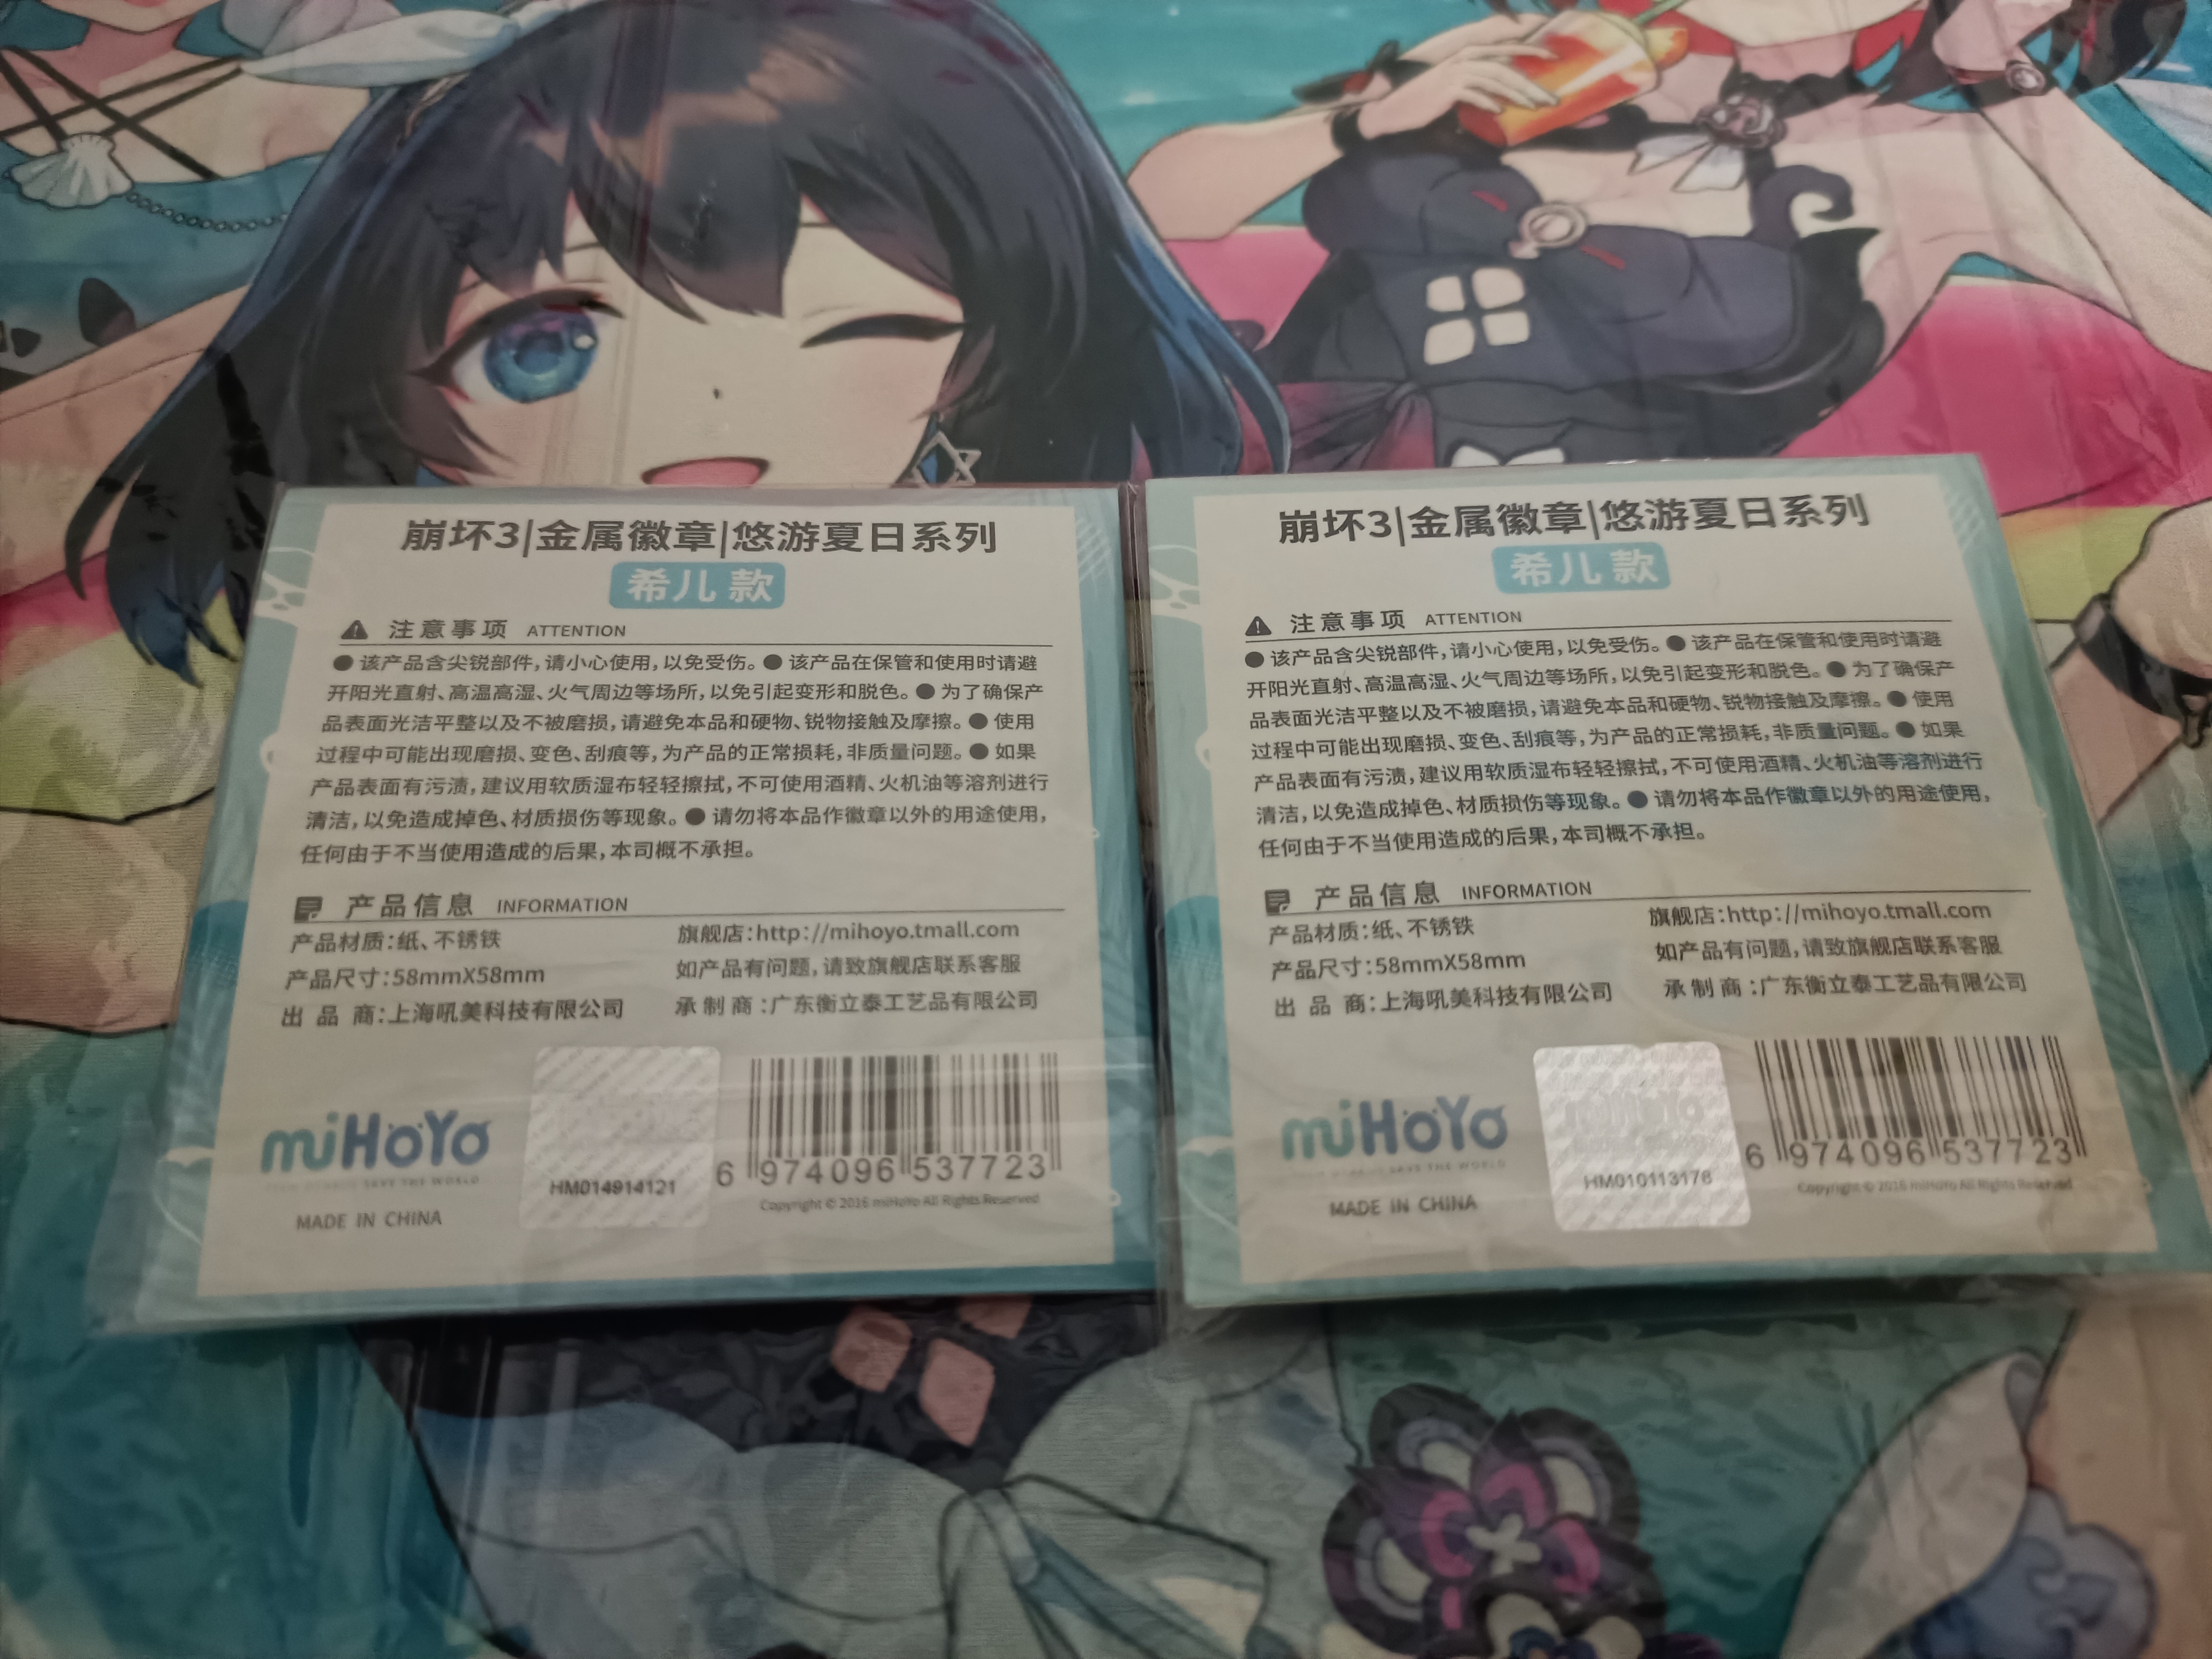 崩坏3|金属徽章|悠游夏日系列
希儿款
注意事项 ATTENTION
● 该产品含尖锐部件,请小心使用,以免受伤。● 该产品在保管和使用时请避
开阳光直射、高温高湿、火气周边等场所,以免引起变形和脱色。● 为了确保产
品表面光洁平整以及不被磨损,请避免本品和硬物、锐物接触及摩擦。● 使用
过程中可能出现磨损、变色、刮痕等,为产品的正常损耗,非质量问题。● 如果
产品表面有污渍,建议用软质湿布轻轻擦拭,不可使用酒精、火机油等溶剂进行
清洁,以免造成掉色、材质损伤等现象。● 请勿将本品作徽章以外的用途使用,
任何由于不当使用造成的后果,本司概不承担。
产品信息 INFORMATION
产品材质:纸、不锈铁
产品尺寸:58mmX58mm
出品商:上海吼美科技有限公司
旗舰店:http://mihoyo.tmall.com
如产品有问题,请致旗舰店联系客服
承制商:广东衡立泰工艺品有限公司
miHoYo
SAVE THE WORLD
MADE IN CHINA
HM014914121
6 974096 537723
Copyright © 2016 miHoYo All Rights Reserved
崩坏3|金属徽章|悠游夏日系列
希儿款
注意事项 ATTENTION
● 该产品含尖锐部件,请小心使用,以免受伤。● 该产品在保管和使用时请避
开阳光直射、高温高湿、火气周边等场所,以免引起变形和脱色。● 为了确保产
品表面光洁平整以及不被磨损,请避免本品和硬物、锐物接触及摩擦。● 使用
过程中可能出现磨损、变色、刮痕等,为产品的正常损耗,非质量问题。● 如果
产品表面有污渍,建议用软质湿布轻轻擦拭,不可使用酒精、火机油等溶剂进行
清洁,以免造成掉色、材质损伤等现象。● 请勿将本品作徽章以外的用途使用,
任何由于不当使用造成的后果,本司概不承担。
产品信息 INFORMATION
产品材质:纸、不锈铁
产品尺寸:58mmX58mm
出品商:上海吼美科技有限公司
旗舰店:http://mihoyo.tmall.com
如产品有问题,请致旗舰店联系客服
承制商:广东衡立泰工艺品有限公司
miHoYo
SAVE THE WORLD
MADE IN CHINA
miHoYo
HM010113178
6 974096 537723
Copyright © 2016 miHoYo All Rights Reserved